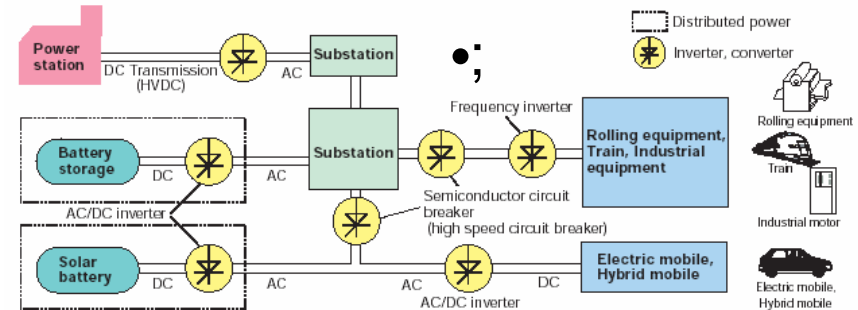 Power
station
DC Transmission
(HVDC)
AC
Substation
•;
Distributed power
Inverter, converter
Rolling equipment
Train
Industrial motor
Electric mobile,
Hybrid mobile
Battery
storage
DC
AC
Substation
Frequency inverter
Rolling equipment,
Train, Industrial
equipment
Semiconductor circuit
breaker
(high speed circuit breaker)
AC/DC inverter
Solar
battery
DC
AC
AC
AC/DC inverter
DC
Electric mobile,
Hybrid mobile